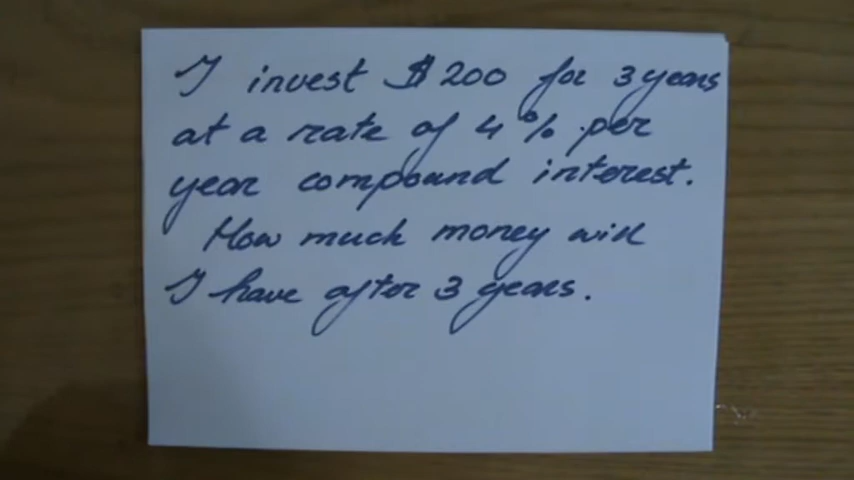 I invest $200 for 3 years
at a rate of 4% per
year compound interest.
How much money will
I have after 3 years.